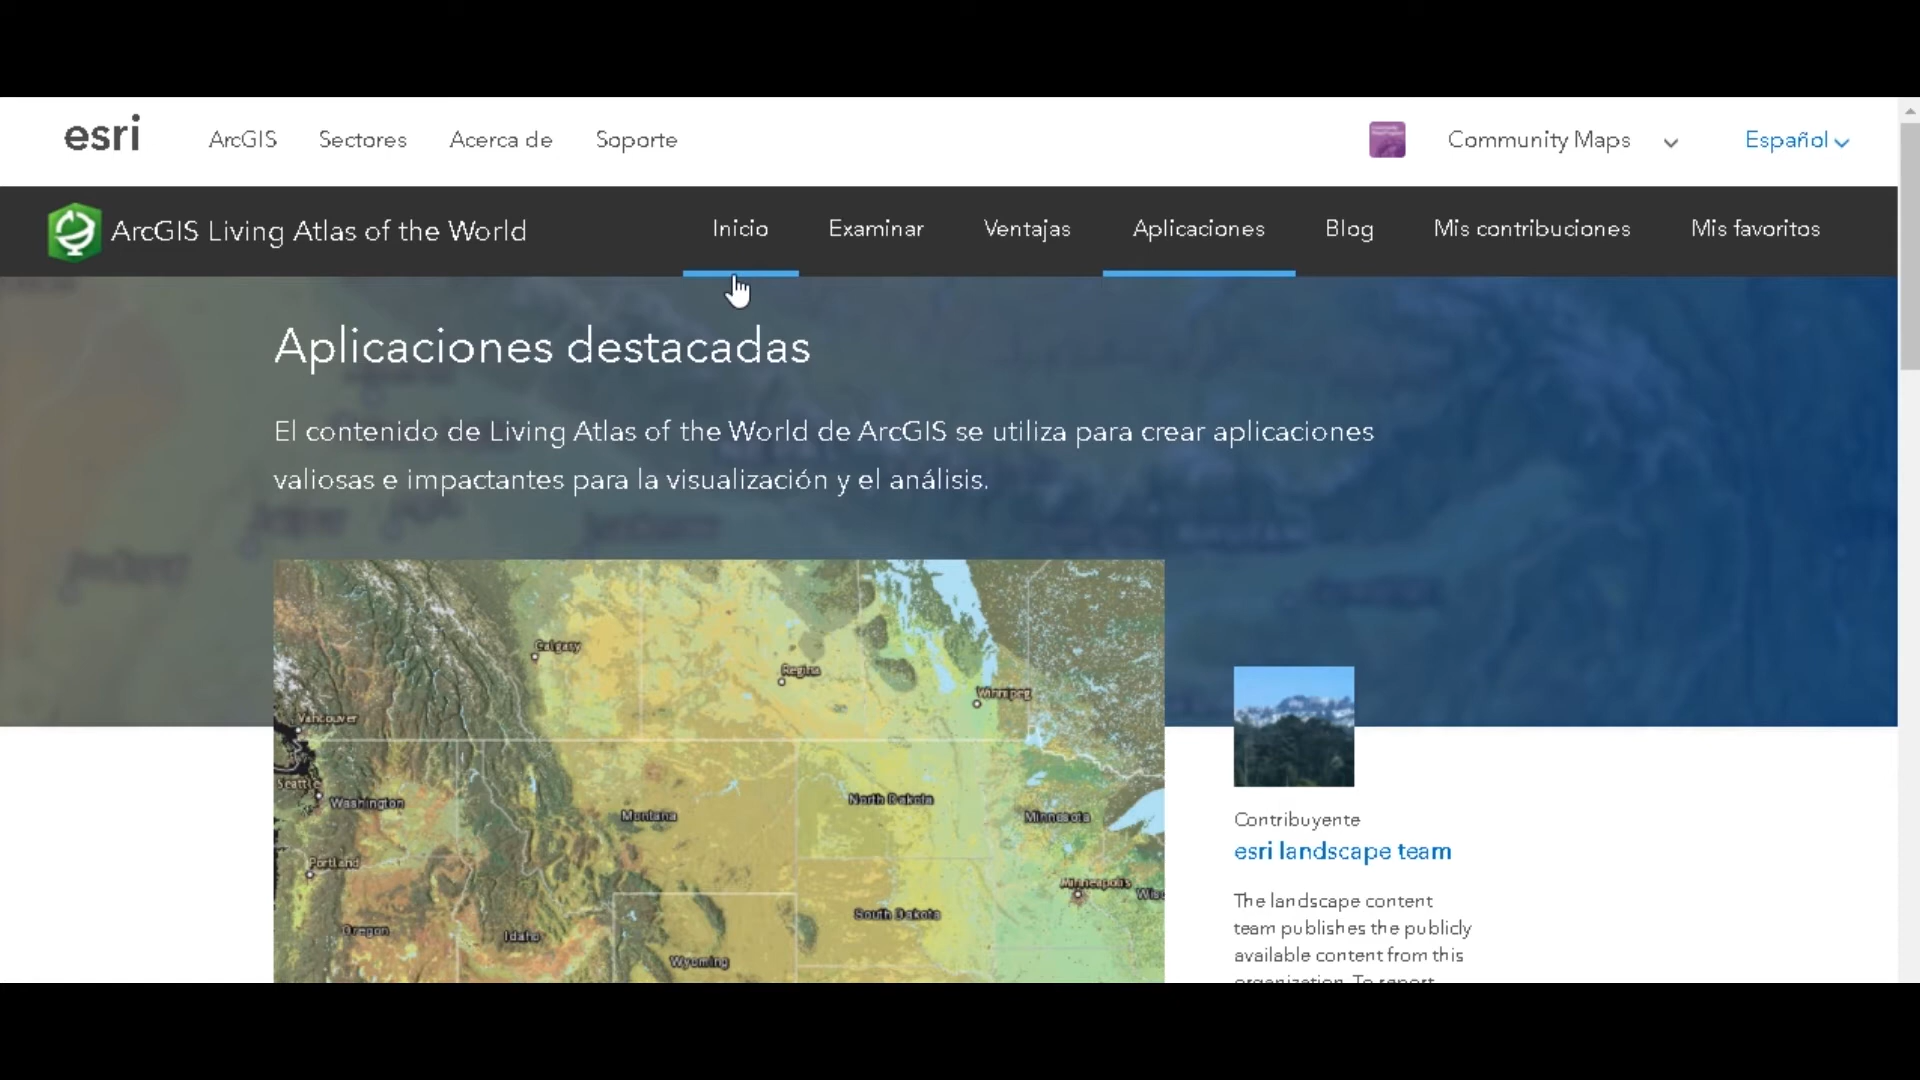 esri
ArcGIS
Sectores
Acerca de
Soporte
Community Maps
Español
ArcGIS Living Atlas of the World
Inicio
Examinar
Ventajas
Aplicaciones
Blog
Mis contribuciones
Mis favoritos
Aplicaciones destacadas
El contenido de Living Atlas of the World de ArcGIS se utiliza para crear aplicaciones
valiosas e impactantes para la visualización y el análisis.
Calgary
Regina
Winnipeg
Vancouver
Seattle
Washington
Montana
North Dakota
Minnesota
Portland
Minneapolis
Wisc
Oregon
Idaho
South Dakota
Wyoming
Contribuyente
esri landscape team
The landscape content
team publishes the publicly
available content from this
organization. To report